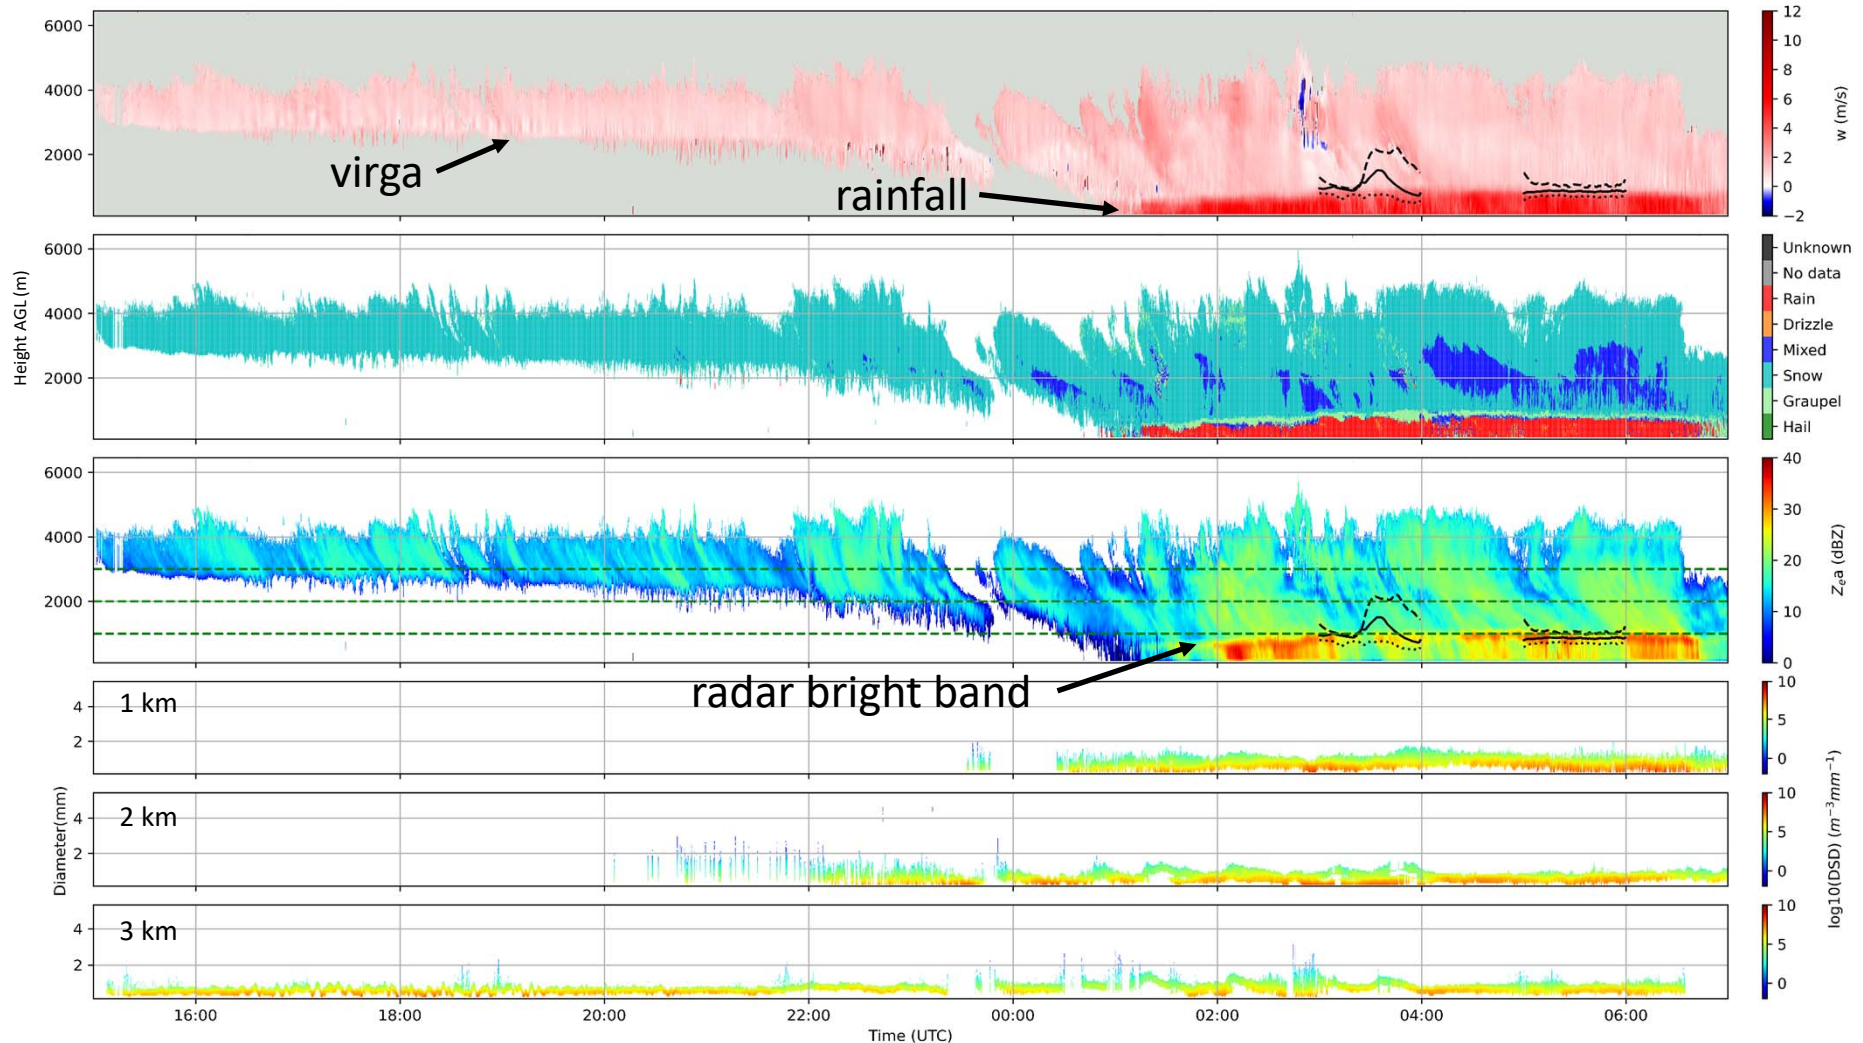 6000
4000
2000
virga
rainfall
12
10
8
6
4
2
0
−2
w (m/s)
6000
4000
2000
Height AGL (m)
Unknown
No data
Rain
Drizzle
Mixed
Snow
Graupel
Hail
6000
4000
2000
radar bright band
40
30
20
10
0
Zea (dBZ)
1 km
4
2
10
5
0
2 km
4
2
Diameter(mm)
10
5
0
log10(DSD) (m−3mm−1)
3 km
4
2
10
5
0
16:00 18:00 20:00 22:00 00:00 02:00 04:00 06:00
Time (UTC)